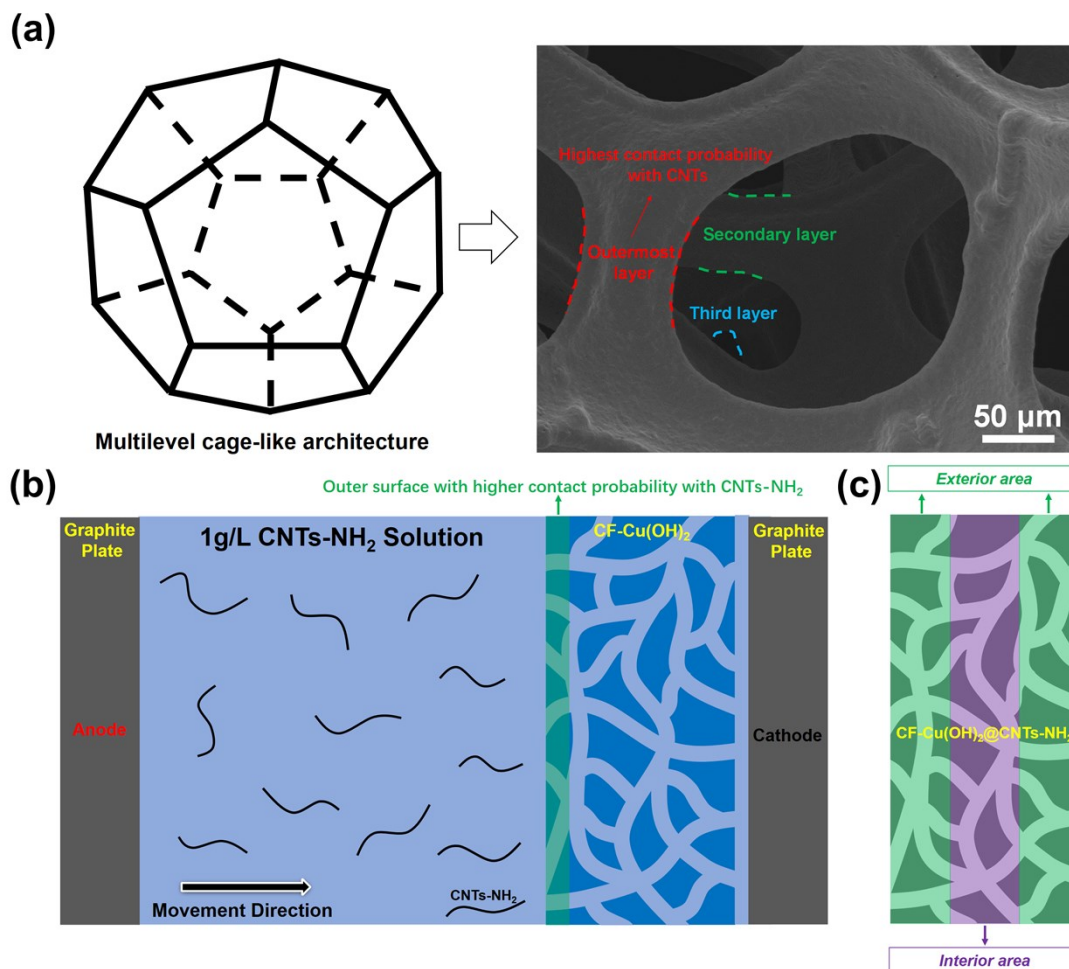 (a)
Highest contact probability
with CNTs
Secondary layer
Outermost
layer
Third layer
50 μm
Multilevel cage-like architecture
(b)
Outer surface with higher contact probability with CNTs-NH₂
(c)
Exterior area
Graphite
Plate
1g/L CNTs-NH₂ Solution
CF-Cu(OH)₂
Graphite
Plate
Anode
Cathode
CF-Cu(OH)₂@CNTs-NH₂
CNTs-NH₂
Movement Direction
Interior area